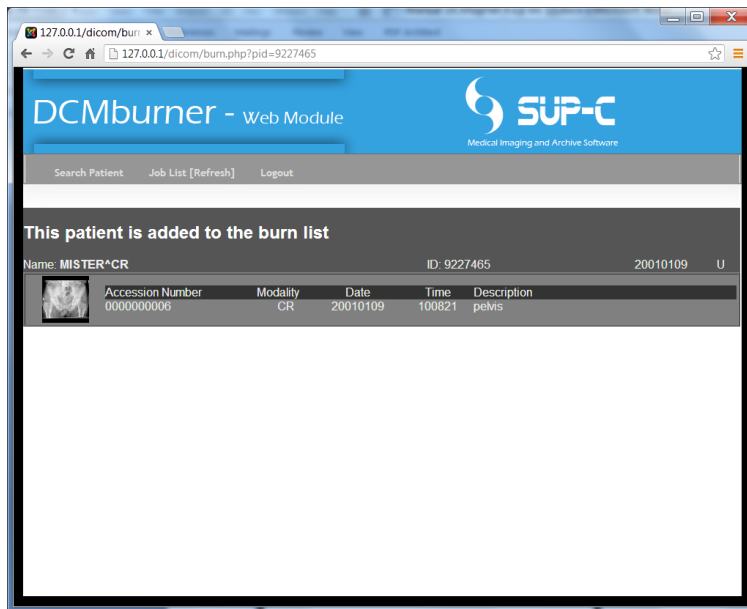 127.0.0.1/dicom/burn
127.0.0.1/dicom/burn.php?pid=9227465
DCMburner - Web Module
SUP-C
Medical Imaging and Archive Software
Search Patient Job List [Refresh] Logout
This patient is added to the burn list
Name: MISTER^CR ID: 9227465 20010109 U
Accession Number Modality Date Time Description
0000000006 CR 20010109 100821 pelvis